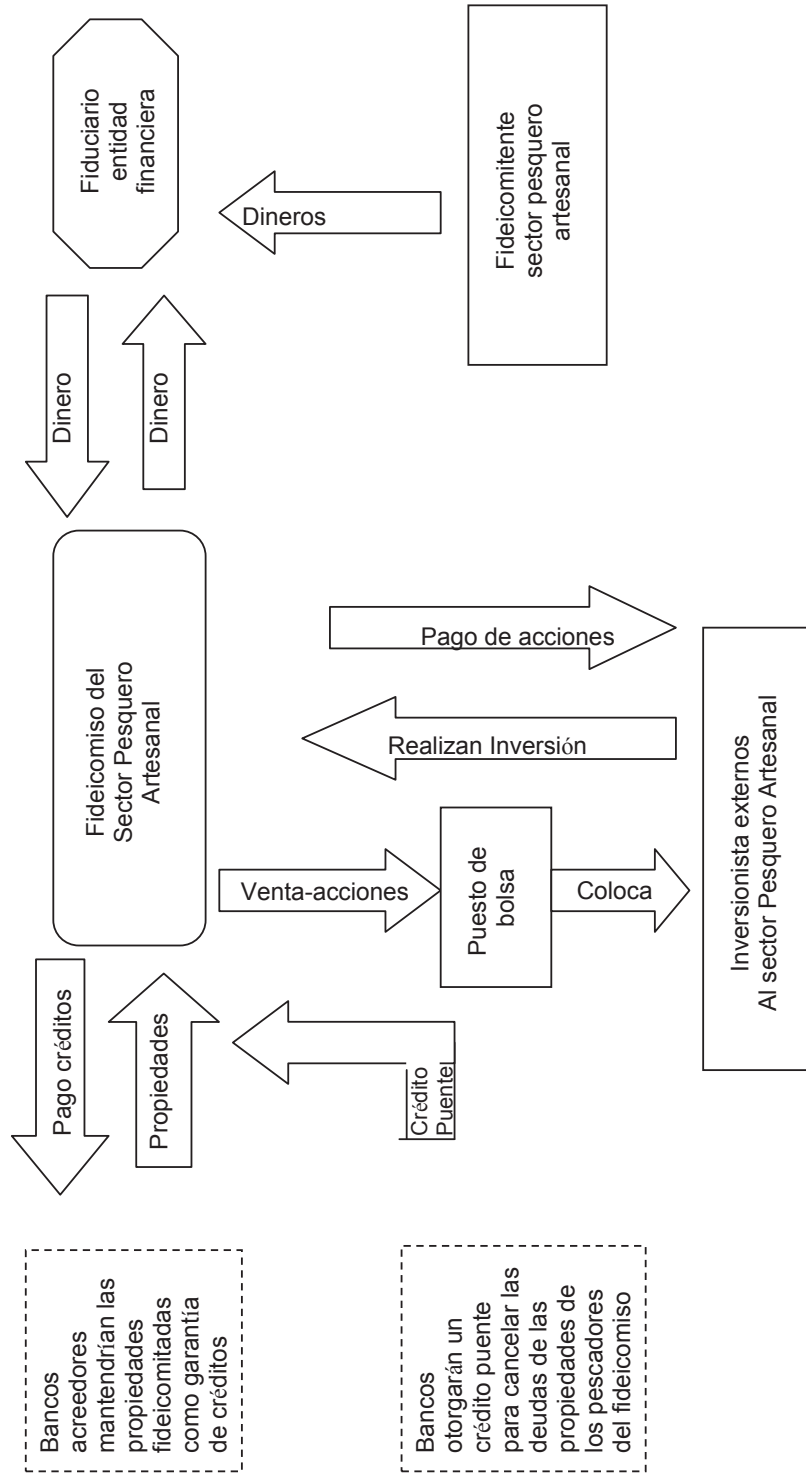 Bancos
acreedores
mantendrían las
propiedades
fideicomitadas
como garantía
de créditos
Pago créditos
Propiedades
Fideicomiso del
Sector Pesquero
Artesanal
Dinero
Dinero
Fiduciario
entidad
financiera
Bancos
otorgarán un
crédito puente
para cancelar las
deudas de las
propiedades de
los pescadores
del fideicomiso
Crédito
Puente
Venta-acciones
Puesto de
bolsa
Coloca
Realizan Inversión
Pago de acciones
Dineros
Fideicomitente
sector pesquero
artesanal
Inversionista externos
Al sector Pesquero Artesanal